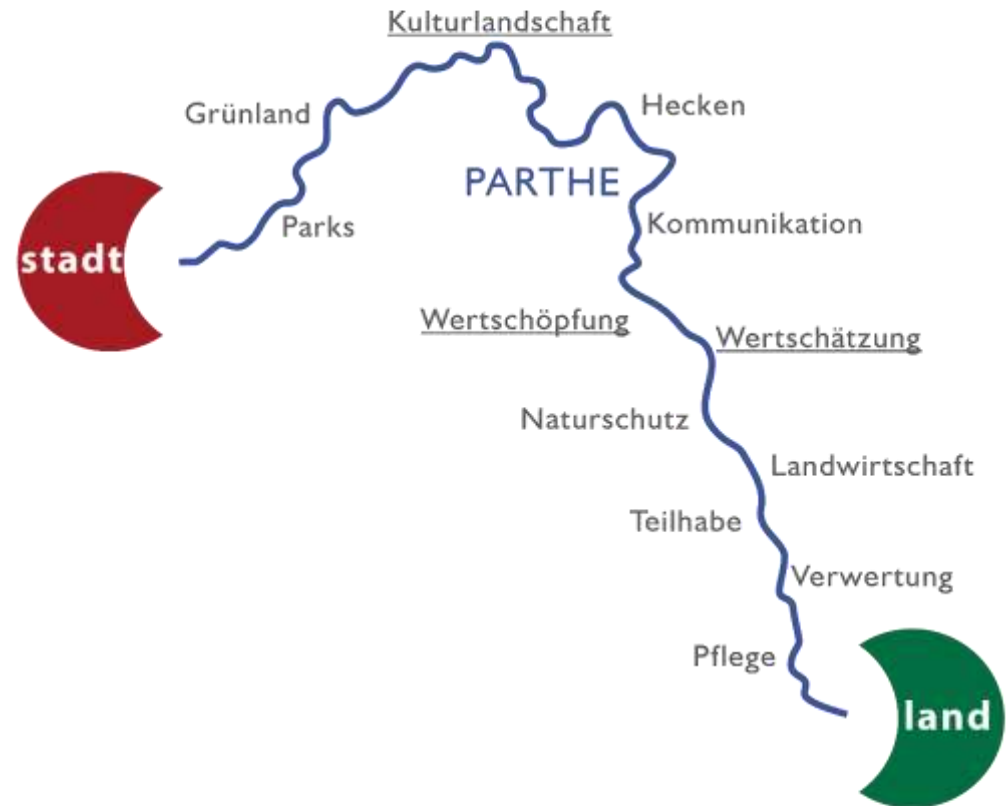 Kulturlandschaft
Hecken
Grünland
PARTHE
Parks
Kommunikation
stadt
Wertschöpfung
Wertschätzung
Naturschutz
Landwirtschaft
Teilhabe
Verwertung
Pflege
land